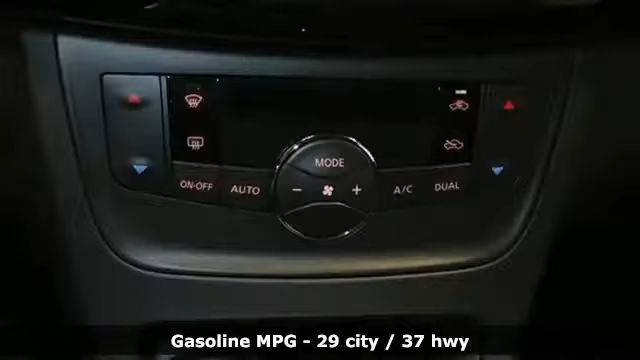 MODE
ON-OFF AUTO − + A/C DUAL
Gasoline MPG - 29 city / 37 hwy